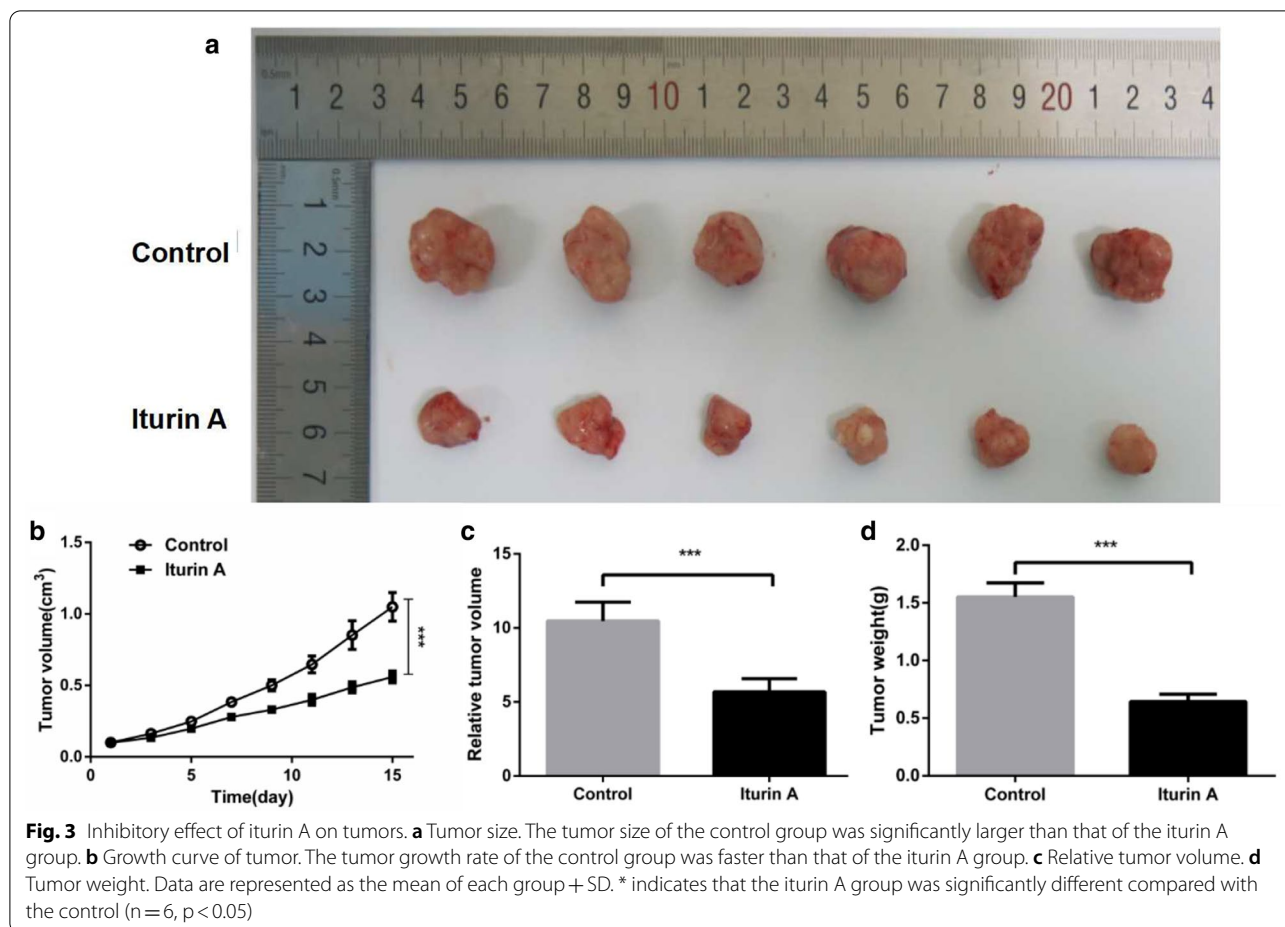 a
0.5mm 1 2 3 4 5 6 7 8 9 10 1 2 3 4 5 6 7 8 9 20 1 2 3 4
0.5mm
1
2
3
4
5
6
7
Control
Iturin A
b
1.5
1.0
0.5
0.0
Tumor volume(cm³)
Control
Iturin A
***
0 5 10 15
Time(day)
c
15
10
5
0
Relative tumor volume
***
Control Iturin A
d
2.0
1.5
1.0
0.5
0.0
Tumor weight(g)
***
Control Iturin A
Fig. 3 Inhibitory effect of iturin A on tumors. a Tumor size. The tumor size of the control group was significantly larger than that of the iturin A
group. b Growth curve of tumor. The tumor growth rate of the control group was faster than that of the iturin A group. c Relative tumor volume. d
Tumor weight. Data are represented as the mean of each group + SD. * indicates that the iturin A group was significantly different compared with
the control (n = 6, p < 0.05)